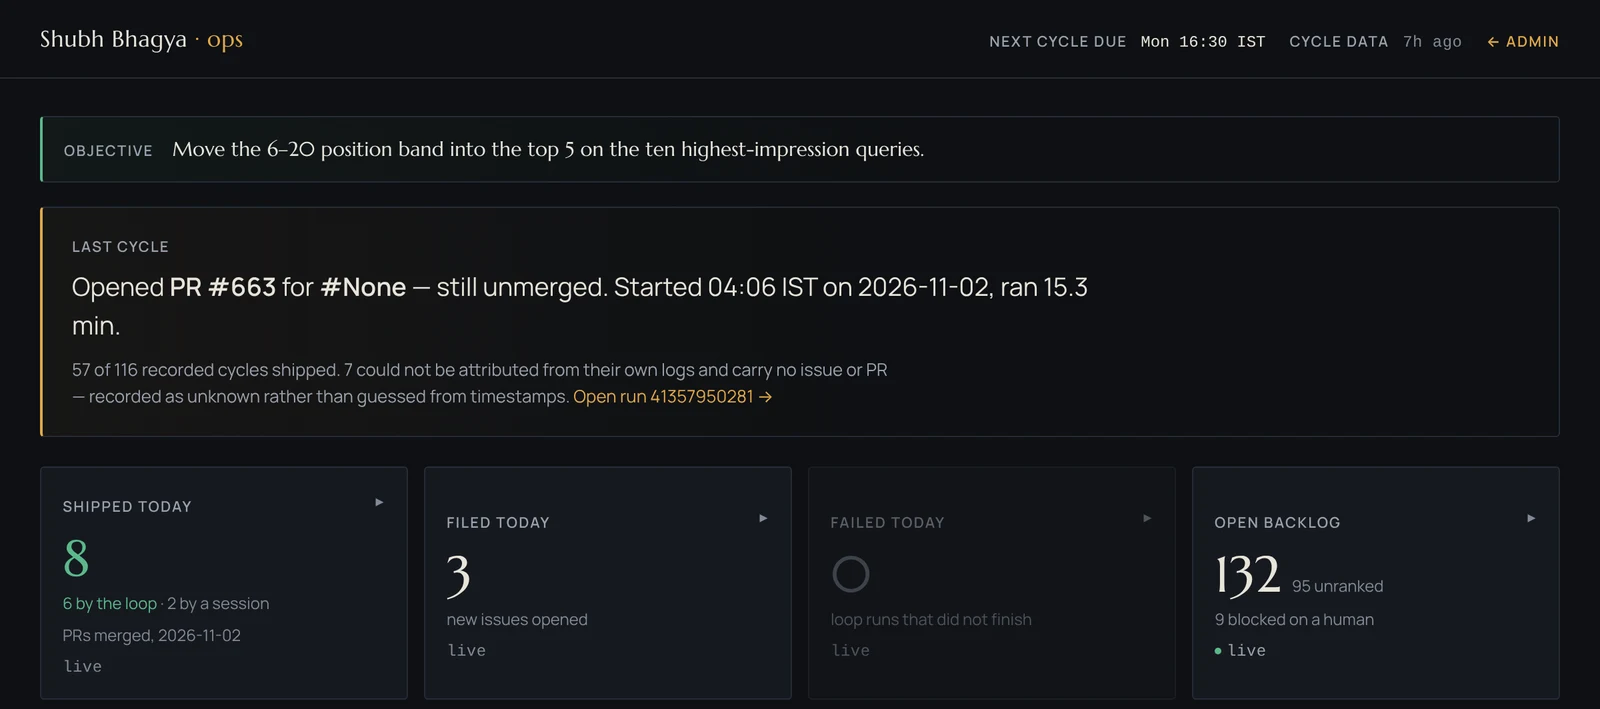 Shubh Bhagya · ops
NEXT CYCLE DUE Mon 16:30 IST CYCLE DATA 7h ago ← ADMIN
OBJECTIVE Move the 6–20 position band into the top 5 on the ten highest-impression queries.
LAST CYCLE
Opened PR #663 for #None — still unmerged. Started 04:06 IST on 2026-11-02, ran 15.3
min.
57 of 116 recorded cycles shipped. 7 could not be attributed from their own logs and carry no issue or PR
— recorded as unknown rather than guessed from timestamps. Open run 41357950281 →
SHIPPED TODAY
8
6 by the loop · 2 by a session
PRs merged, 2026-11-02
live
FILED TODAY
3
new issues opened
live
FAILED TODAY
0
loop runs that did not finish
live
OPEN BACKLOG
132 95 unranked
9 blocked on a human
live